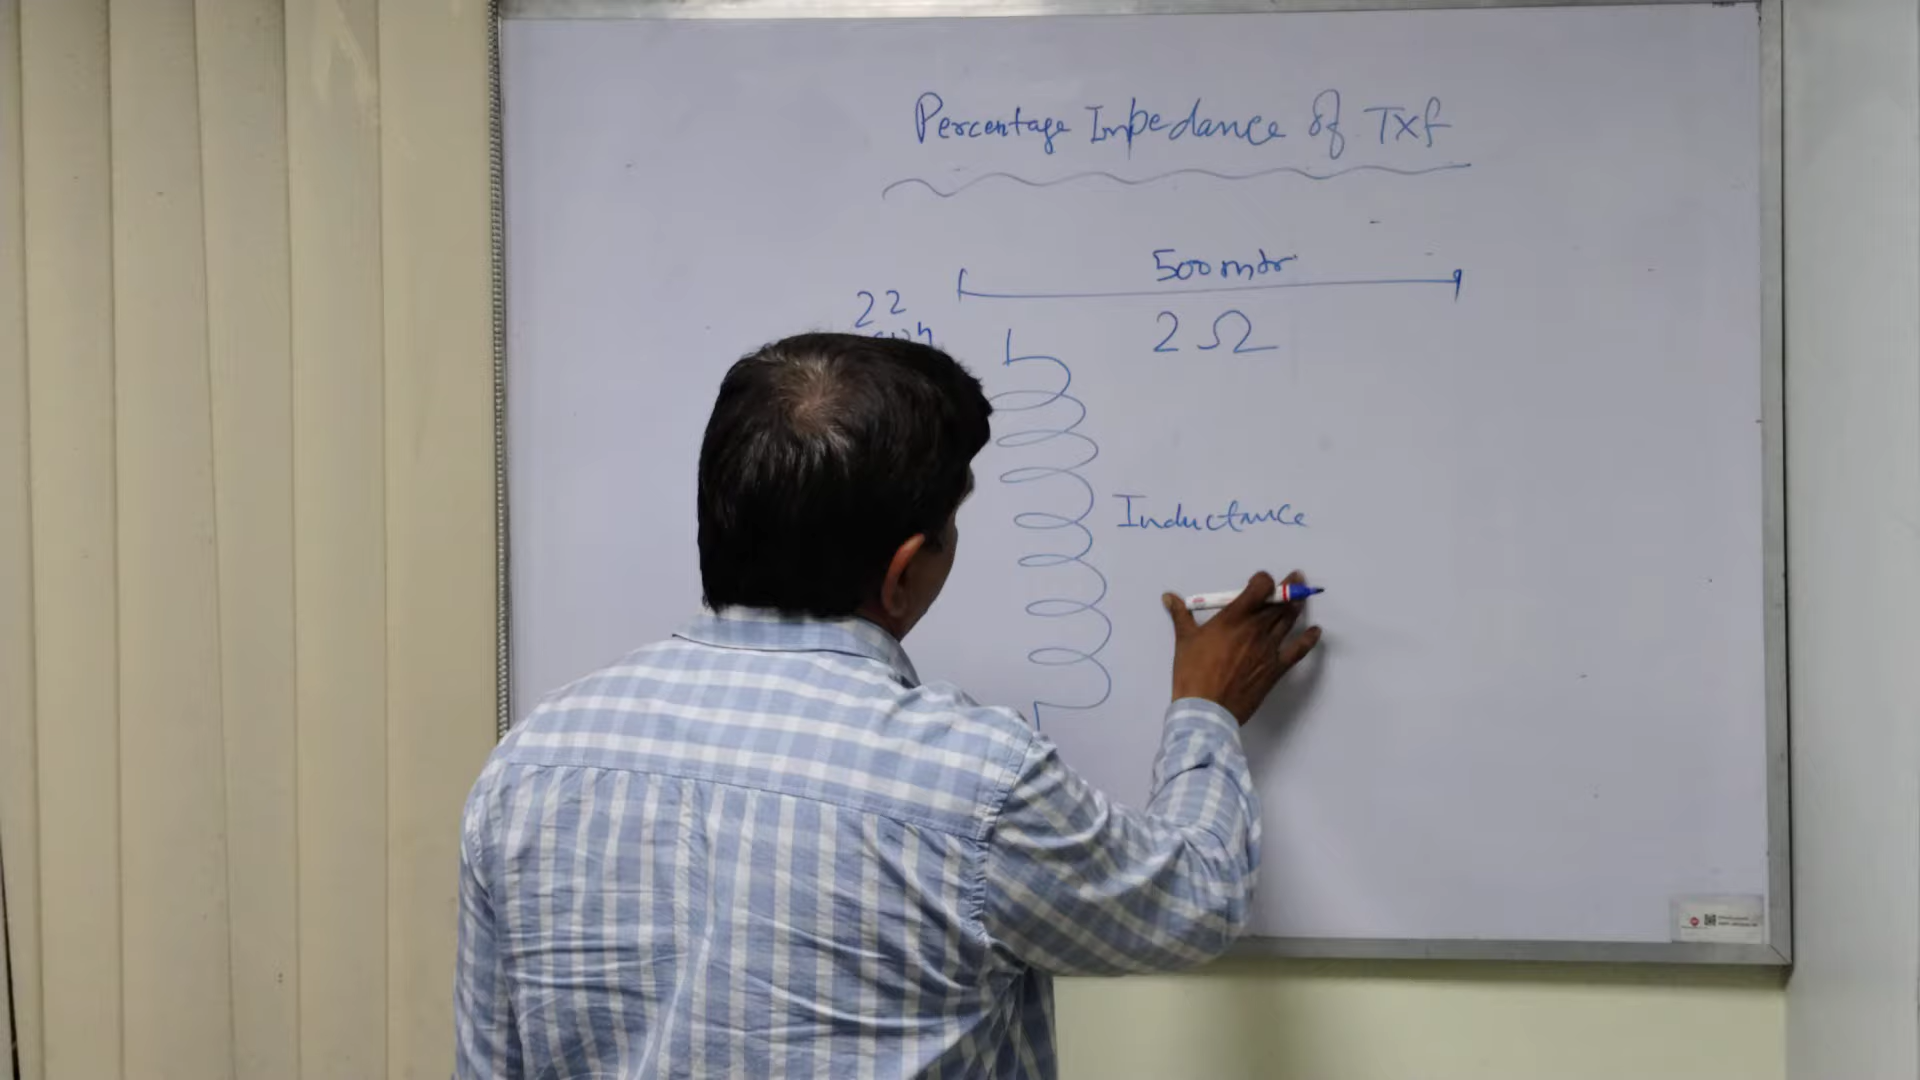 Percentage Impedance of Txf
500 mtr
22
2 Ω
Inductance